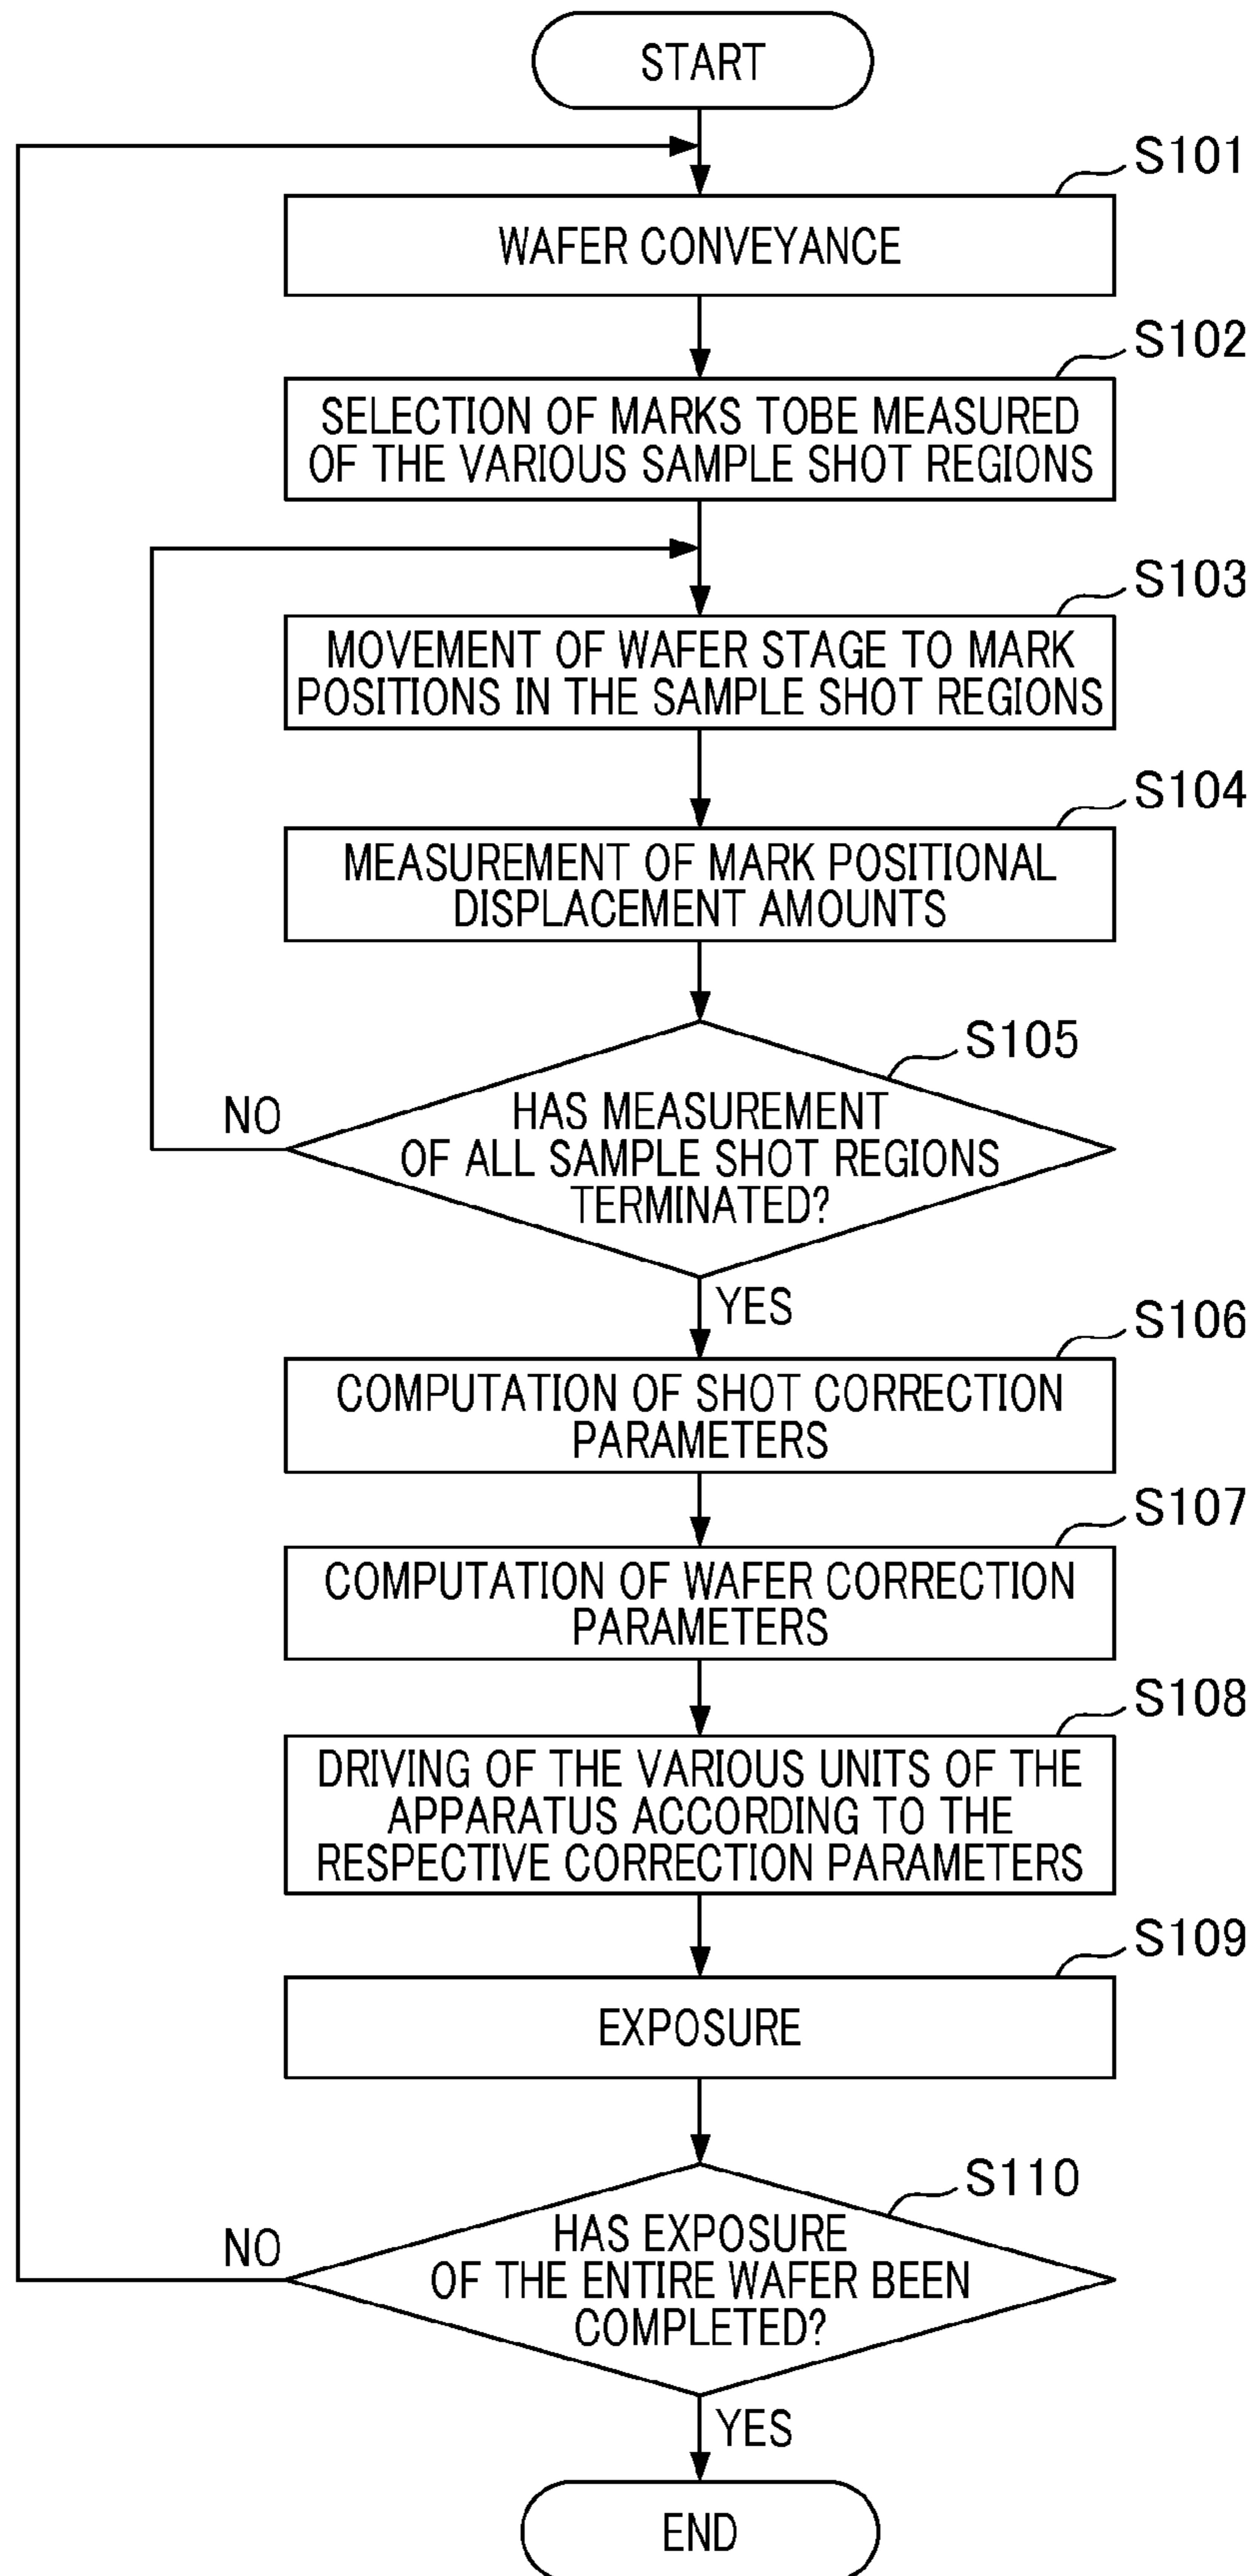 START
S101
WAFER CONVEYANCE
S102
SELECTION OF MARKS TOBE MEASURED
OF THE VARIOUS SAMPLE SHOT REGIONS
S103
MOVEMENT OF WAFER STAGE TO MARK
POSITIONS IN THE SAMPLE SHOT REGIONS
S104
MEASUREMENT OF MARK POSITIONAL
DISPLACEMENT AMOUNTS
S105
HAS MEASUREMENT
OF ALL SAMPLE SHOT REGIONS
TERMINATED?
NO
YES
S106
COMPUTATION OF SHOT CORRECTION
PARAMETERS
S107
COMPUTATION OF WAFER CORRECTION
PARAMETERS
S108
DRIVING OF THE VARIOUS UNITS OF THE
APPARATUS ACCORDING TO THE
RESPECTIVE CORRECTION PARAMETERS
S109
EXPOSURE
S110
HAS EXPOSURE
OF THE ENTIRE WAFER BEEN
COMPLETED?
NO
YES
END